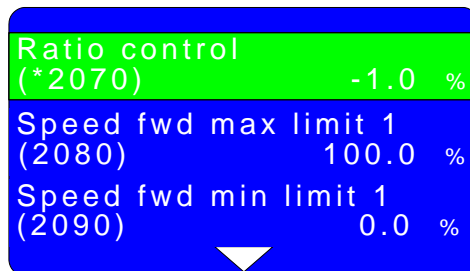 Ratio control
(*2070) -1.0 %
Speed fwd max limit 1
(2080) 100.0 %
Speed fwd min limit 1
(2090) 0.0 %